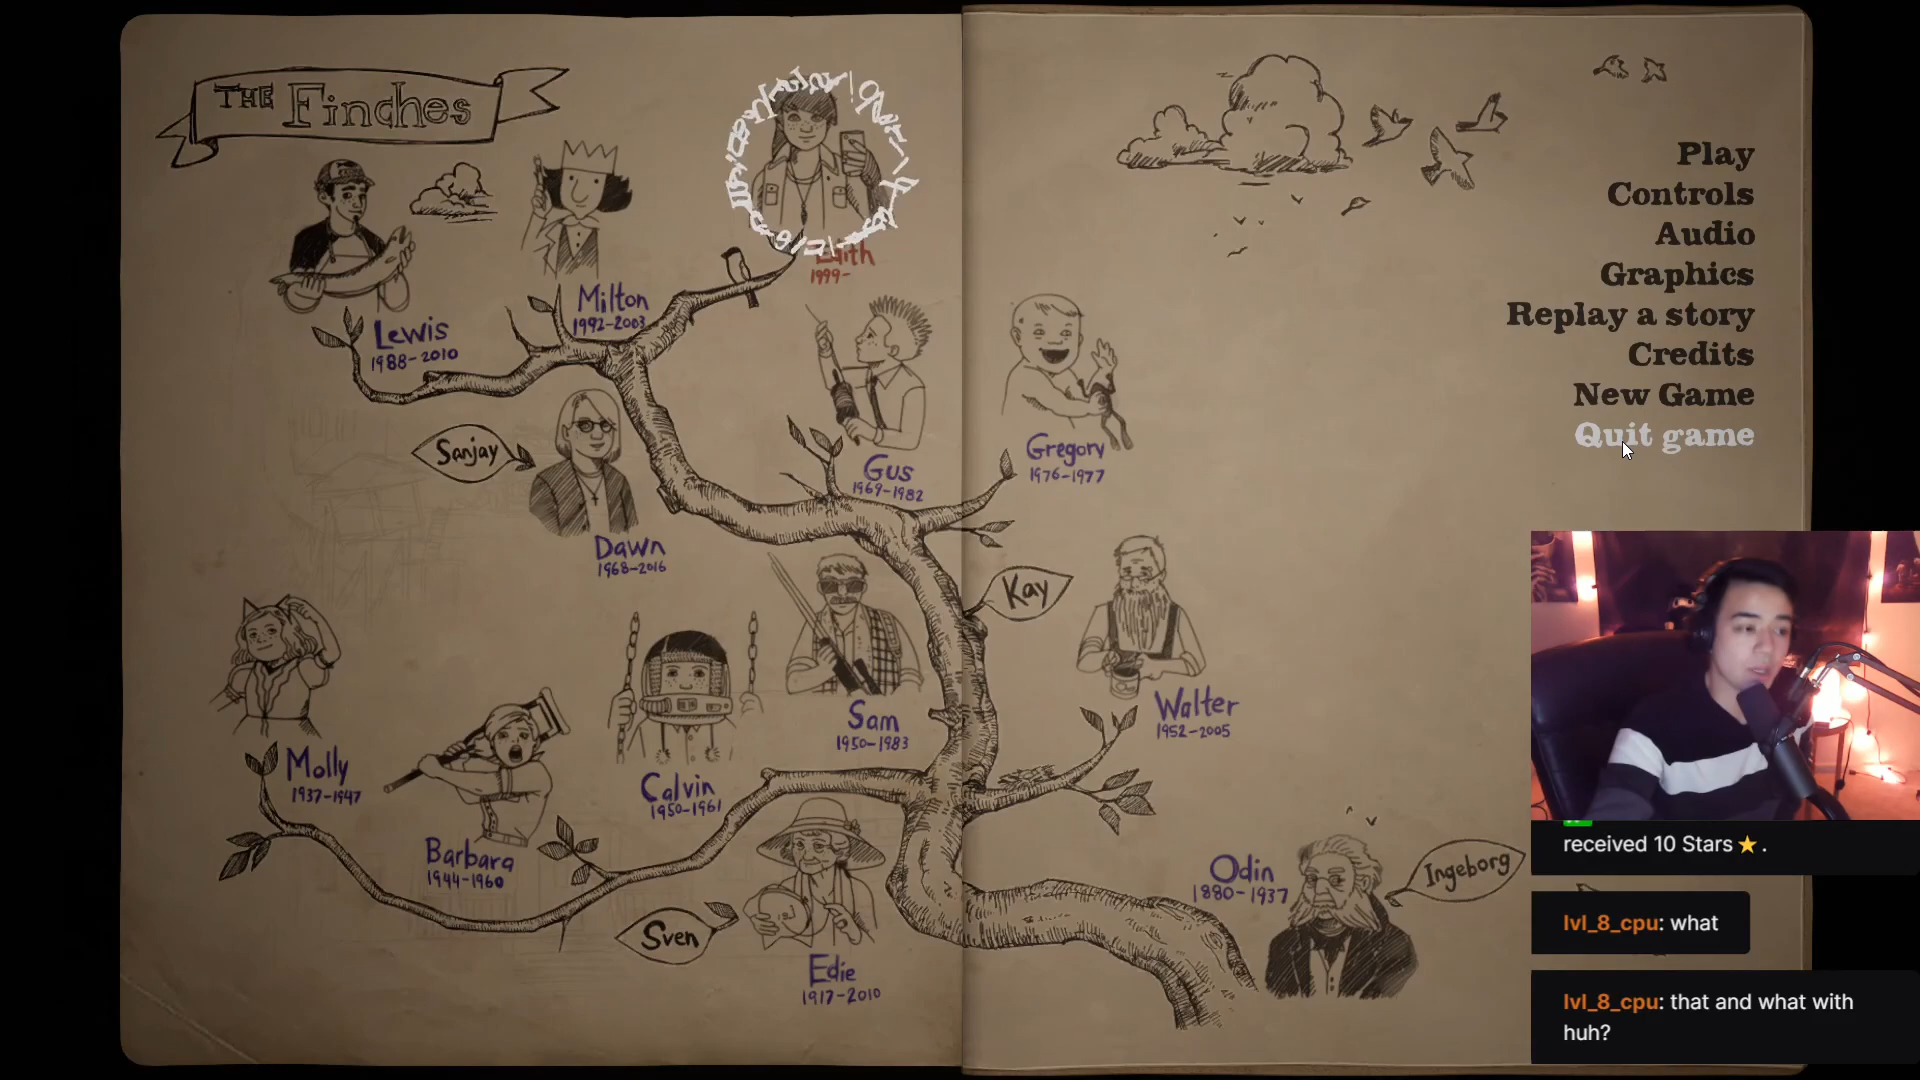 THE Finches
Play
Controls
Audio
Graphics
Replay a story
Credits
New Game
Quit game
Edith
1999-
Milton
1992-2003
Lewis
1988-2010
Sanjay
Dawn
1968-2016
Gus
1969-1982
Gregory
1976-1977
Kay
Walter
1952-2005
Sam
1950-1983
Calvin
1950-1961
Molly
1937-1947
Barbara
1944-1960
Sven
Edie
1917-2010
Odin
1880-1937
Ingeborg
received 10 Stars ⭐ .
lvl_8_cpu: what
lvl_8_cpu: that and what with
huh?